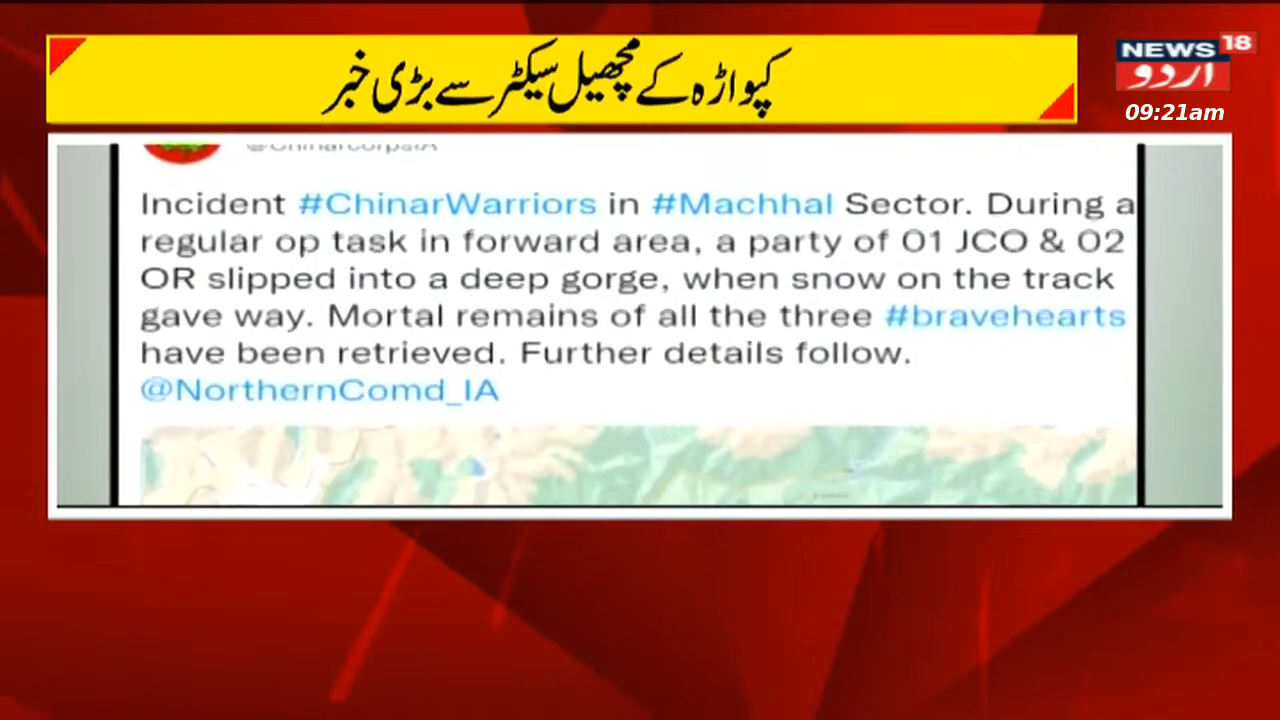 کپواڑہ کے مچھیل سیکٹر سے بڑی خبر
NEWS 18
اردو
09:21am
@ChinarcorpsIA
Incident #ChinarWarriors in #Machhal Sector. During a
regular op task in forward area, a party of 01 JCO & 02
OR slipped into a deep gorge, when snow on the track
gave way. Mortal remains of all the three #bravehearts
have been retrieved. Further details follow.
@NorthernComd_IA